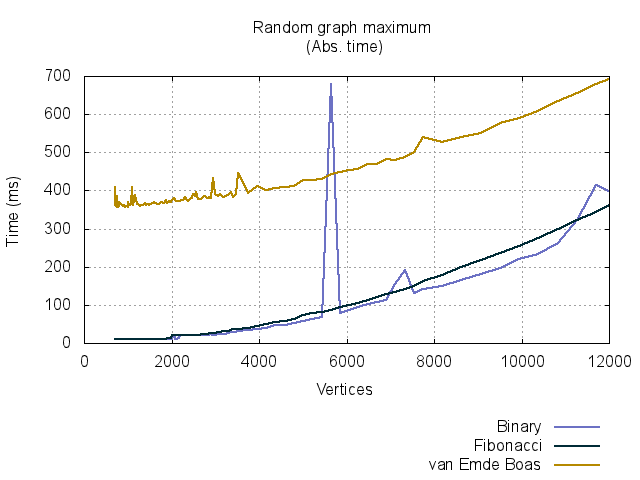 Random graph maximum
(Abs. time)
700
600
500
400
300
200
100
0
Time (ms)
0 2000 4000 6000 8000 10000 12000
Vertices
Binary
Fibonacci
van Emde Boas